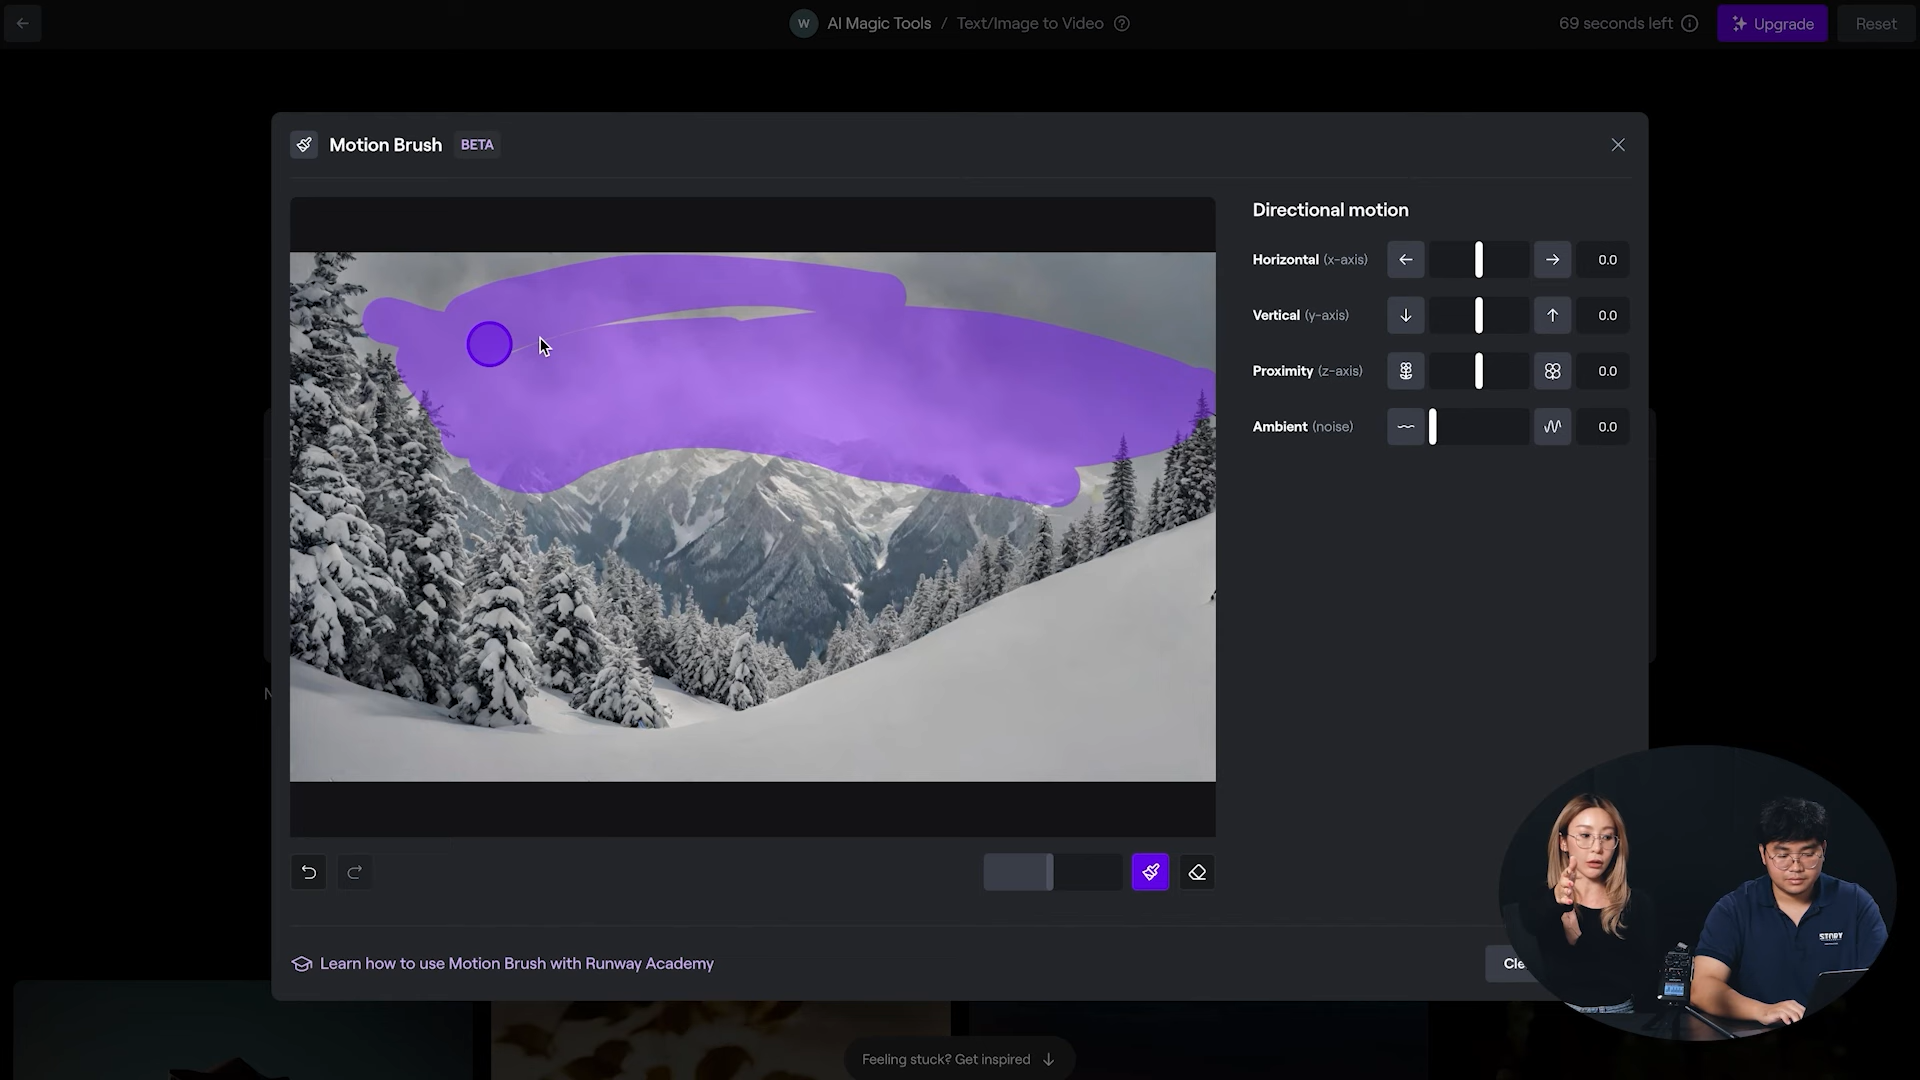 W AI Magic Tools / Text/Image to Video
69 seconds left
Upgrade
Reset
Motion Brush BETA
Directional motion
Horizontal (x-axis) 0.0
Vertical (y-axis) 0.0
Proximity (z-axis) 0.0
Ambient (noise) 0.0
Learn how to use Motion Brush with Runway Academy
Cle
STORY
Feeling stuck? Get inspired